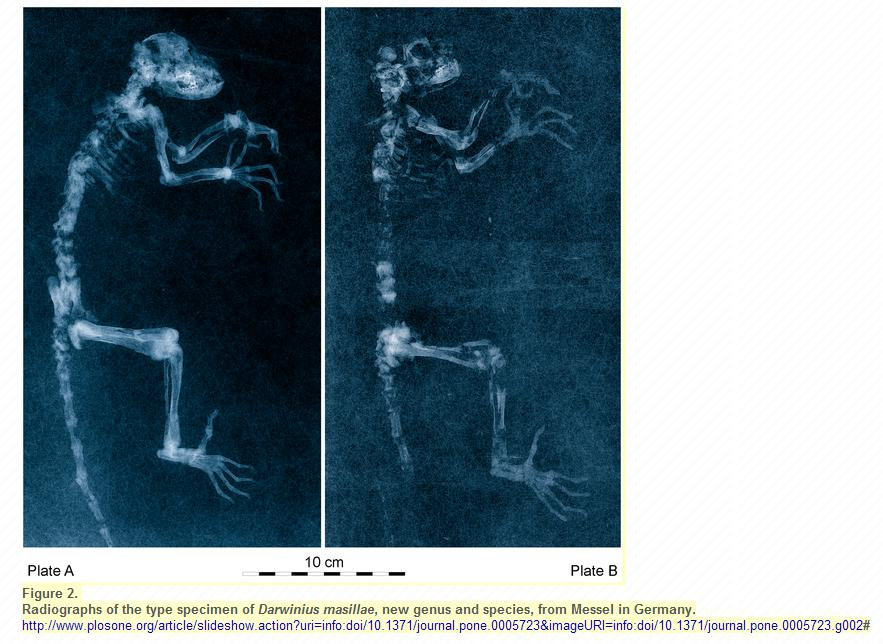 10 cm
Plate A
Plate B
Figure 2.
Radiographs of the type specimen of Darwinius masillae, new genus and species, from Messel in Germany.
http://www.plosone.org/article/slideshow.action?uri=info:doi/10.1371/journal.pone.0005723&imageURI=info:doi/10.1371/journal.pone.0005723.g002#